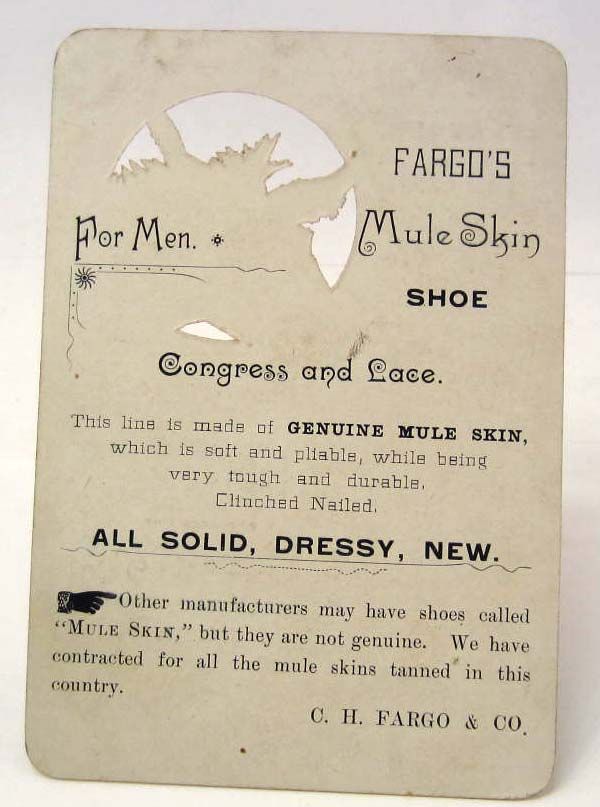 FARGO'S
For Men.
Mule Skin
SHOE
Congress and Lace.
This line is made of GENUINE MULE SKIN,
which is soft and pliable, while being
very tough and durable.
Clinched Nailed.
ALL SOLID, DRESSY, NEW.
Other manufacturers may have shoes called
"MULE SKIN," but they are not genuine. We have
contracted for all the mule skins tanned in this
country.
C. H. FARGO & CO.